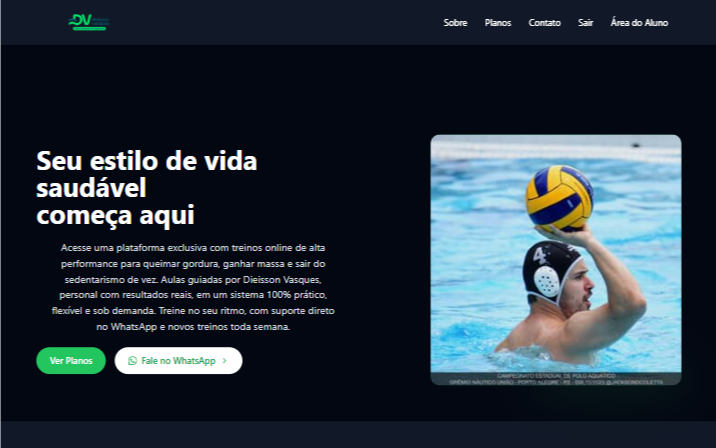 DV
Sobre Planos Contato Sair Área do Aluno
Seu estilo de vida
saudável
começa aqui
Acesse uma plataforma exclusiva com treinos online de alta
performance para queimar gordura, ganhar massa e sair do
sedentarismo de vez. Aulas guiadas por Dieisson Vasques,
personal com resultados reais, em um sistema 100% prático,
flexível e sob demanda. Treine no seu ritmo, com suporte direto
no WhatsApp e novos treinos toda semana.
Ver Planos
Fale no WhatsApp
4
CAMPEONATO ESTADUAL DE POLO AQUÁTICO
GRÊMIO NÁUTICO UNIÃO - PORTO ALEGRE - RS - DIA